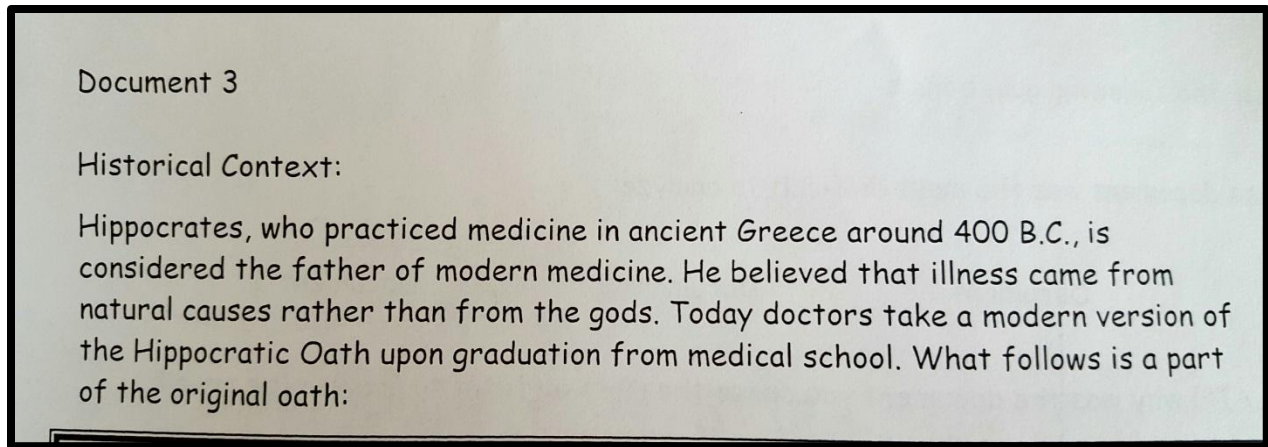 Document 3
Historical Context:
Hippocrates, who practiced medicine in ancient Greece around 400 B.C., is
considered the father of modern medicine. He believed that illness came from
natural causes rather than from the gods. Today doctors take a modern version of
the Hippocratic Oath upon graduation from medical school. What follows is a part
of the original oath: